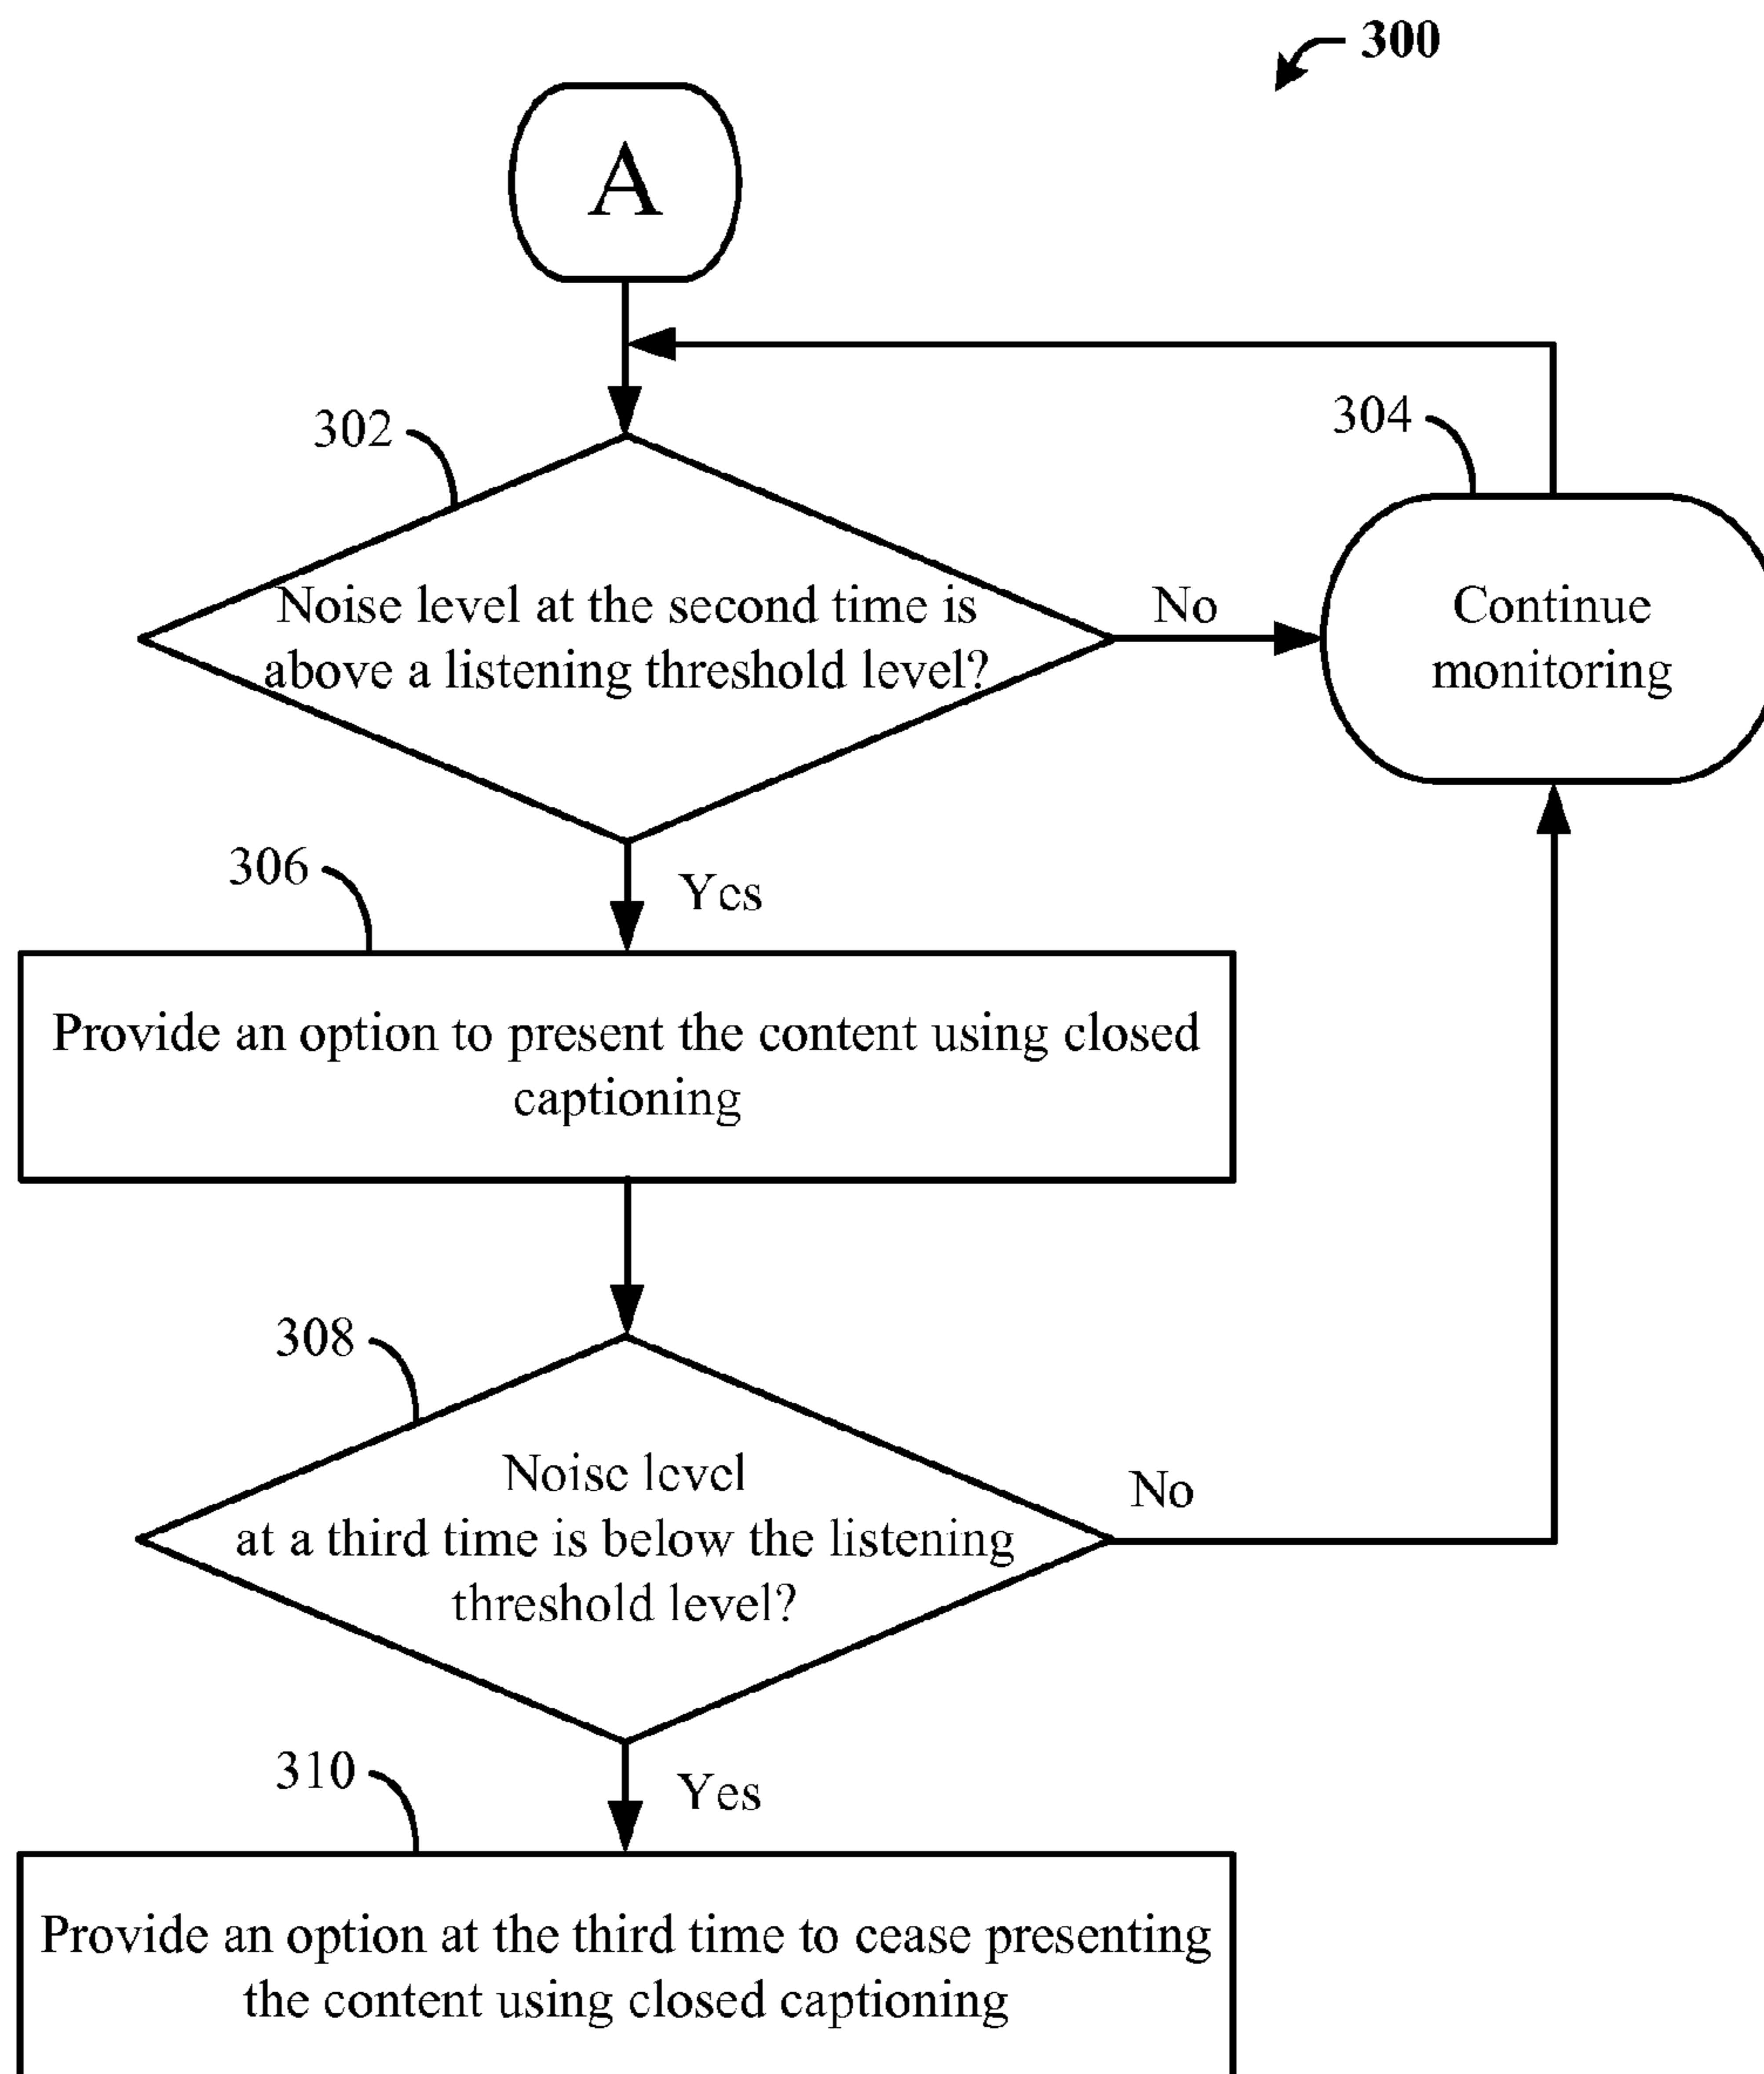 300
A
302
304
Noise level at the second time is
above a listening threshold level?
No
Continue
monitoring
306
Yes
Provide an option to present the content using closed
captioning
308
Noise level
at a third time is below the listening
threshold level?
No
310
Yes
Provide an option at the third time to cease presenting
the content using closed captioning